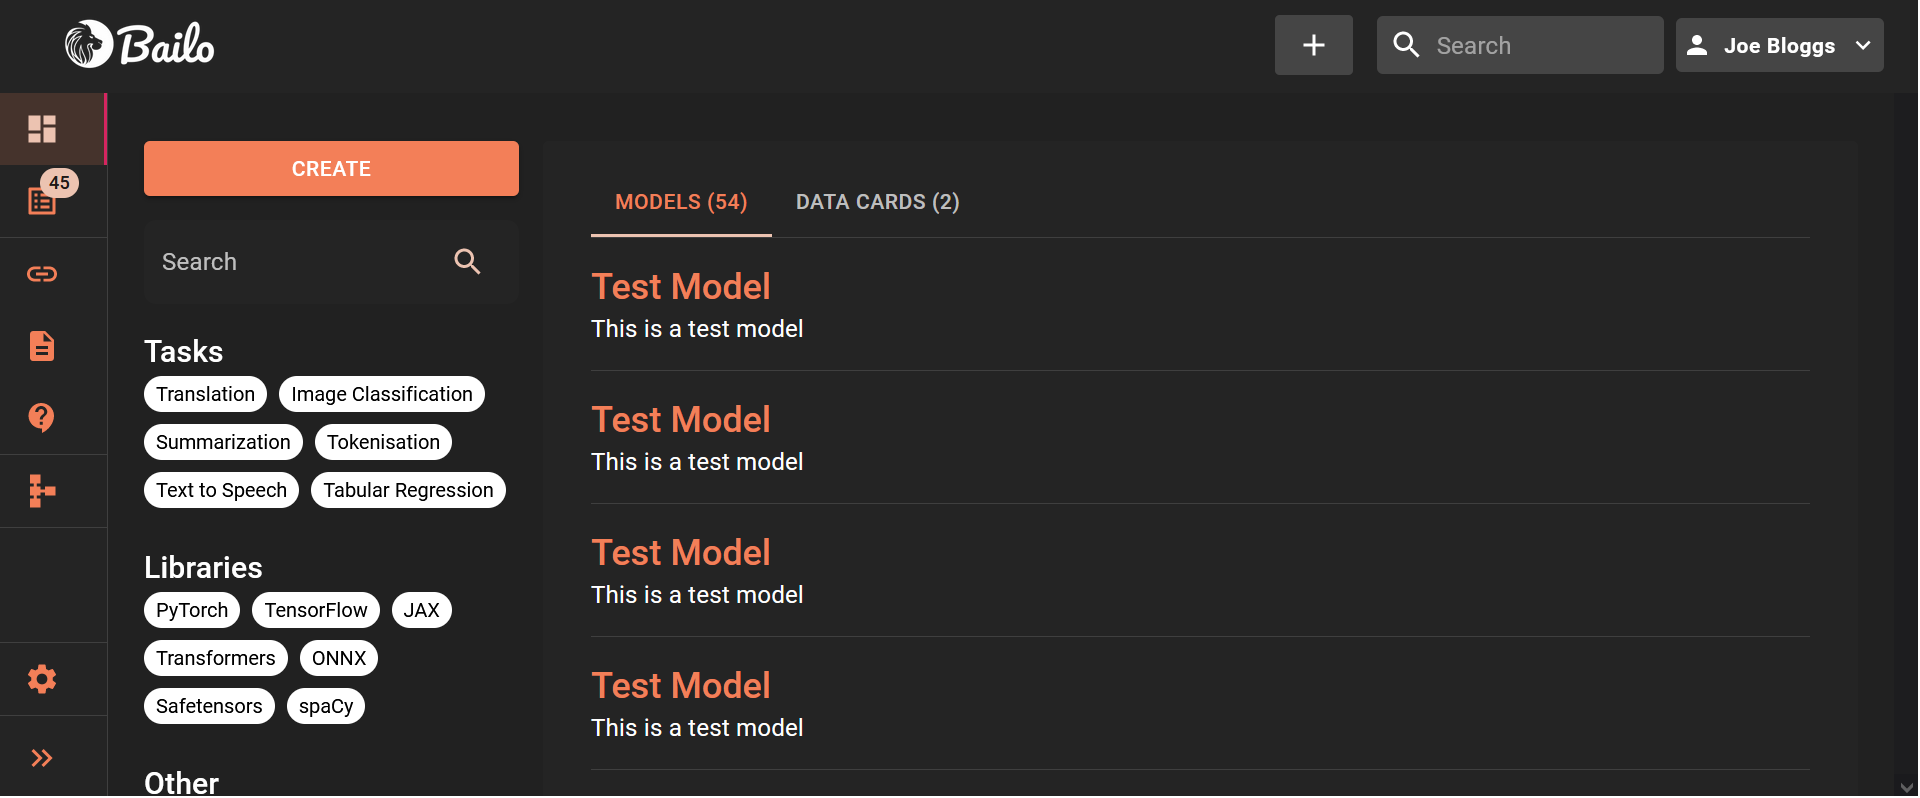 Bailo
Search
Joe Bloggs
45
CREATE
Search
Tasks
Translation
Image Classification
Summarization
Tokenisation
Text to Speech
Tabular Regression
Libraries
PyTorch
TensorFlow
JAX
Transformers
ONNX
Safetensors
spaCy
Other
MODELS (54)
DATA CARDS (2)
Test Model
This is a test model
Test Model
This is a test model
Test Model
This is a test model
Test Model
This is a test model